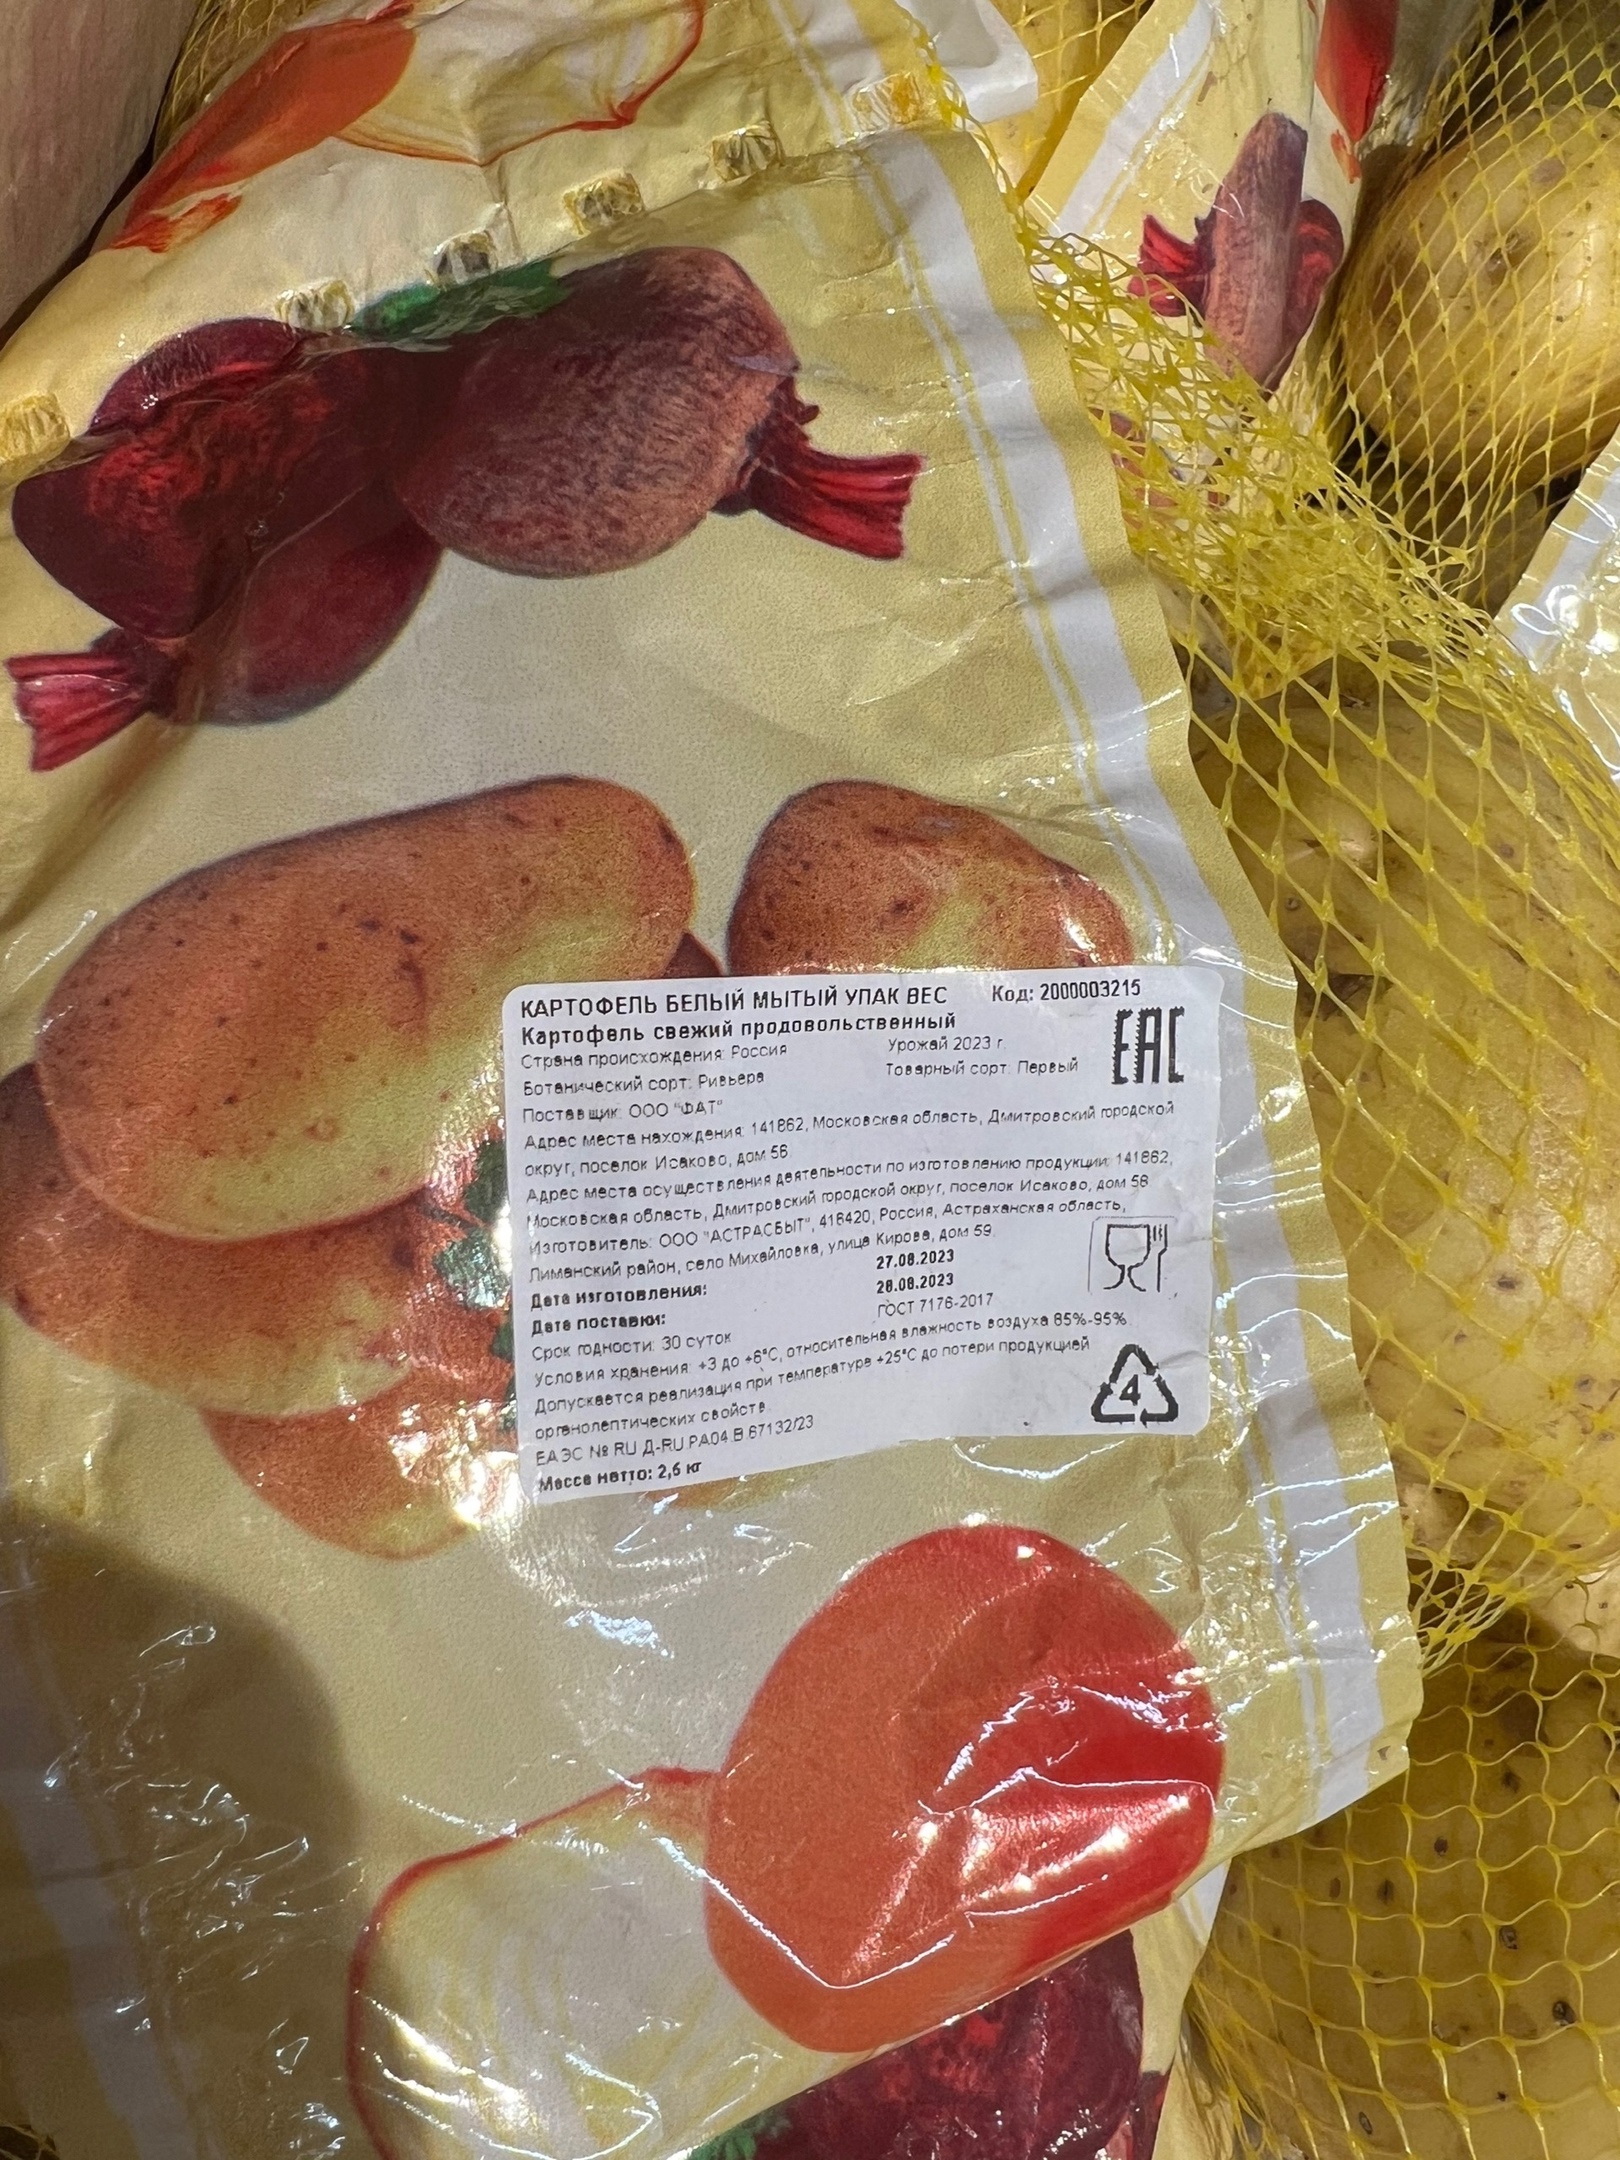 КАРТОФЕЛЬ БЕЛЫЙ МЫТЫЙ УПАК ВЕС Код: 2000003215
Картофель свежий продовольственный
Страна происхождения: Россия Урожай 2023 г.
Ботанический сорт: Ривьера Товарный сорт: Первый
EAC
Поставщик: ООО "ФАТ"
Адрес места нахождения: 141862, Московская область, Дмитровский городской
округ, поселок Исаково, дом 56
Адрес места осуществления деятельности по изготовлению продукции: 141862,
Московская область, Дмитровский городской округ, поселок Исаково, дом 56
Изготовитель: ООО "АСТРАСБЫТ", 416420, Россия, Астраханская область,
Лиманский район, село Михайловка, улица Кирова, дом 59.
Дата изготовления: 27.08.2023
Дата поставки: 28.08.2023
Срок годности: 30 суток ГОСТ 7176-2017
Условия хранения: +3 до +6°С, относительная влажность воздуха 85%-95%.
Допускается реализация при температуре +25°С до потери продукцией
органолептических свойств.
ЕАЭС № RU Д-RU.РА04.В.67132/23
Масса нетто: 2,6 кг
4